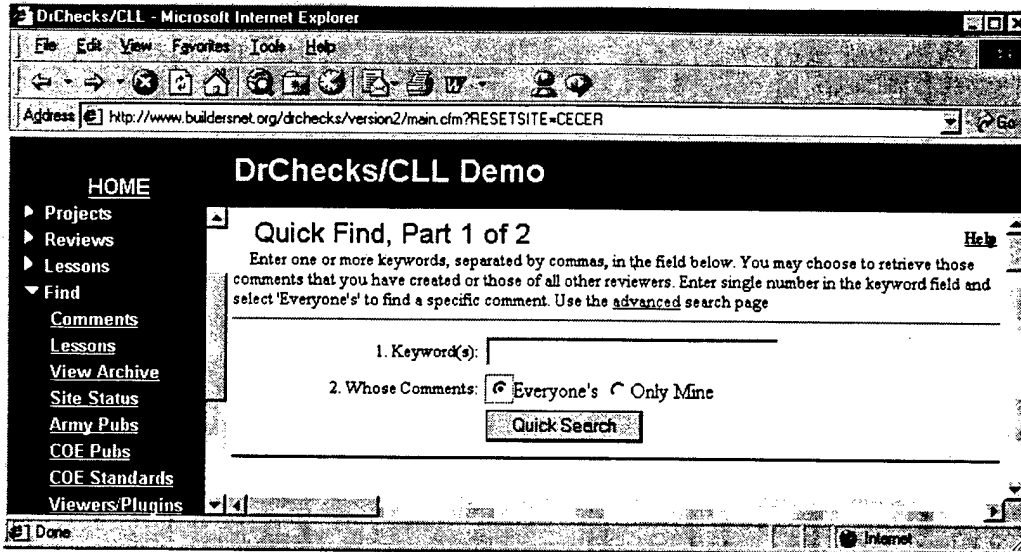 DrChecks/CLL - Microsoft Internet Explorer
File Edit View Favorites Tools Help
Address http://www.buildersnet.org/drchecks/version2/main.cfm?RESETSITE=CECER Go
DrChecks/CLL Demo
HOME
Projects
Reviews
Lessons
Find
Comments
Lessons
View Archive
Site Status
Army Pubs
COE Pubs
COE Standards
Viewers/Plugins
Quick Find, Part 1 of 2
Help
Enter one or more keywords, separated by commas, in the field below. You may choose to retrieve those
comments that you have created or those of all other reviewers. Enter single number in the keyword field and
select 'Everyone's' to find a specific comment. Use the advanced search page
1. Keyword(s):
2. Whose Comments: Everyone's Only Mine
Quick Search
Done Internet